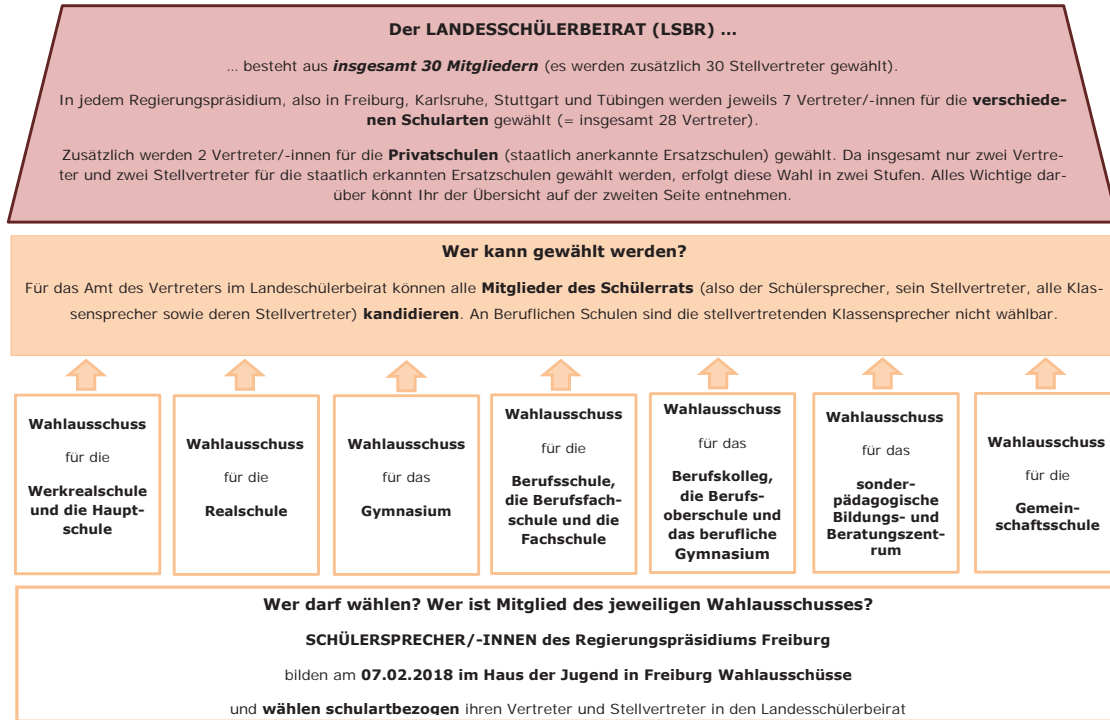 Der LANDESSCHÜLERBEIRAT (LSBR) ...
... besteht aus insgesamt 30 Mitgliedern (es werden zusätzlich 30 Stellvertreter gewählt).
In jedem Regierungspräsidium, also in Freiburg, Karlsruhe, Stuttgart und Tübingen werden jeweils 7 Vertreter/-innen für die verschiede-
nen Schularten gewählt (= insgesamt 28 Vertreter).
Zusätzlich werden 2 Vertreter/-innen für die Privatschulen (staatlich anerkannte Ersatzschulen) gewählt. Da insgesamt nur zwei Vertre-
ter und zwei Stellvertreter für die staatlich erkannten Ersatzschulen gewählt werden, erfolgt diese Wahl in zwei Stufen. Alles Wichtige dar-
über könnt Ihr der Übersicht auf der zweiten Seite entnehmen.
Wer kann gewählt werden?
Für das Amt des Vertreters im Landeschülerbeirat können alle Mitglieder des Schülerrats (also der Schülersprecher, sein Stellvertreter, alle Klas-
sensprecher sowie deren Stellvertreter) kandidieren. An Beruflichen Schulen sind die stellvertretenden Klassensprecher nicht wählbar.
Wahlausschuss
für die
Werkrealschule
und die Haupt-
schule
Wahlausschuss
für die
Realschule
Wahlausschuss
für das
Gymnasium
Wahlausschuss
für die
Berufsschule,
die Berufsfach-
schule und die
Fachschule
Wahlausschuss
für das
Berufskolleg,
die Berufs-
oberschule und
das berufliche
Gymnasium
Wahlausschuss
für das
sonder-
pädagogische
Bildungs- und
Beratungszent-
rum
Wahlausschuss
für die
Gemein-
schaftsschule
Wer darf wählen? Wer ist Mitglied des jeweiligen Wahlausschusses?
SCHÜLERSPRECHER/-INNEN des Regierungspräsidiums Freiburg
bilden am 07.02.2018 im Haus der Jugend in Freiburg Wahlausschüsse
und wählen schulartbezogen ihren Vertreter und Stellvertreter in den Landesschülerbeirat